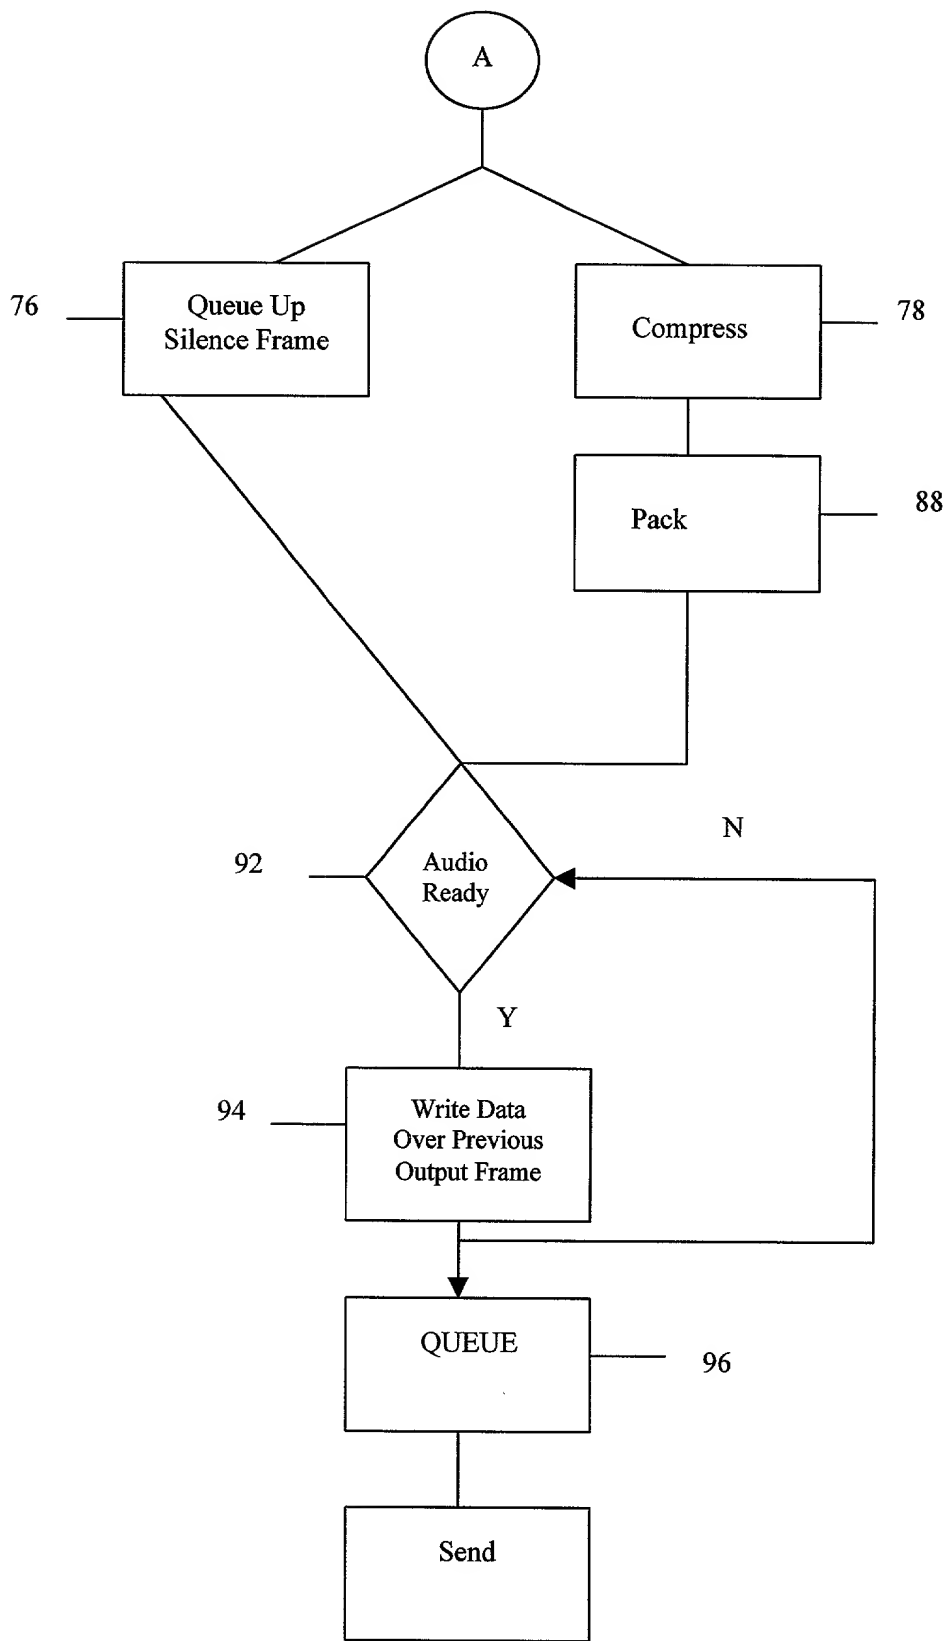 A
76
Queue Up
Silence Frame
Compress
78
Pack
88
N
92
Audio
Ready
Y
94
Write Data
Over Previous
Output Frame
QUEUE
96
Send